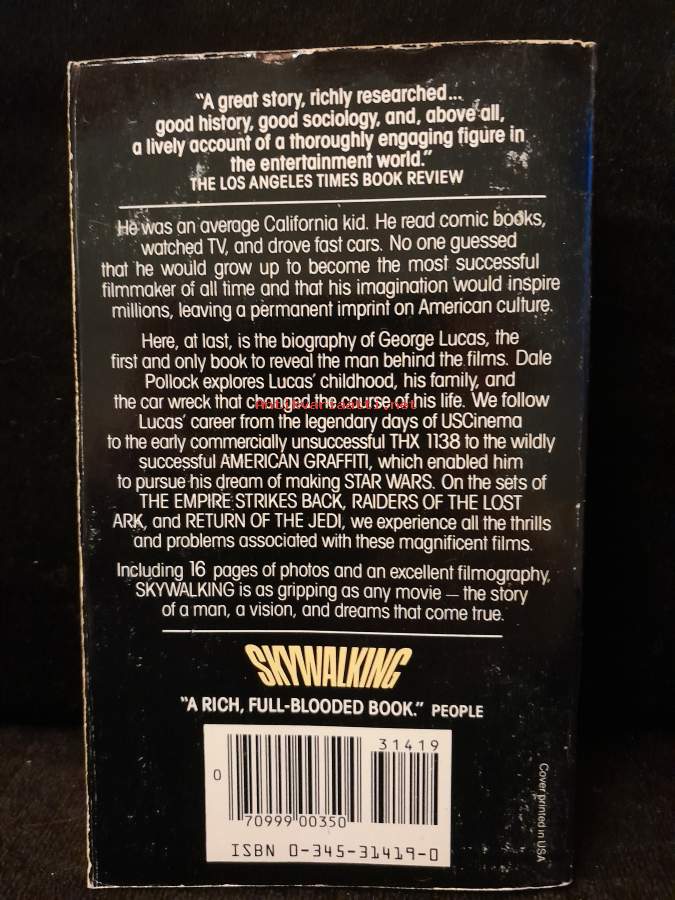 "A great story, richly researched...
good history, good sociology, and, above all,
a lively account of a thoroughly engaging figure in
the entertainment world."
THE LOS ANGELES TIMES BOOK REVIEW
He was an average California kid. He read comic books,
watched TV, and drove fast cars. No one guessed
that he would grow up to become the most successful
filmmaker of all time and that his imagination would inspire
millions, leaving a permanent imprint on American culture.
Here, at last, is the biography of George Lucas, the
first and only book to reveal the man behind the films. Dale
Pollock explores Lucas' childhood, his family, and
the car wreck that changed the course of his life. We follow
Lucas' career from the legendary days of USCinema
to the early commercially unsuccessful THX 1138 to the wildly
successful AMERICAN GRAFFITI, which enabled him
to pursue his dream of making STAR WARS. On the sets of
THE EMPIRE STRIKES BACK, RAIDERS OF THE LOST
ARK, and RETURN OF THE JEDI, we experience all the thrills
and problems associated with these magnificent films.
Including 16 pages of photos and an excellent filmography,
SKYWALKING is as gripping as any movie — the story
of a man, a vision, and dreams that come true.
SKYWALKING
"A RICH, FULL-BLOODED BOOK." PEOPLE
31419
0
70999 00350
ISBN 0-345-31419-0
Cover printed in USA